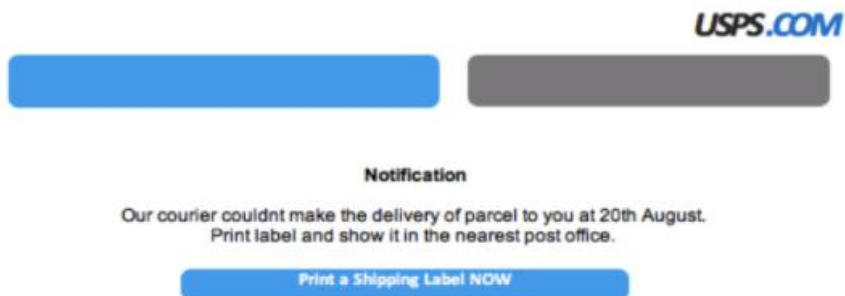 USPS.COM
Notification
Our courier couldnt make the delivery of parcel to you at 20th August.
Print label and show it in the nearest post office.
Print a Shipping Label NOW